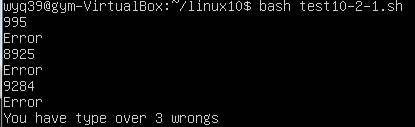 wyq39@gym-VirtualBox:~/linux10$ bash test10-2-1.sh
995
Error
8925
Error
9284
Error
You have type over 3 wrongs